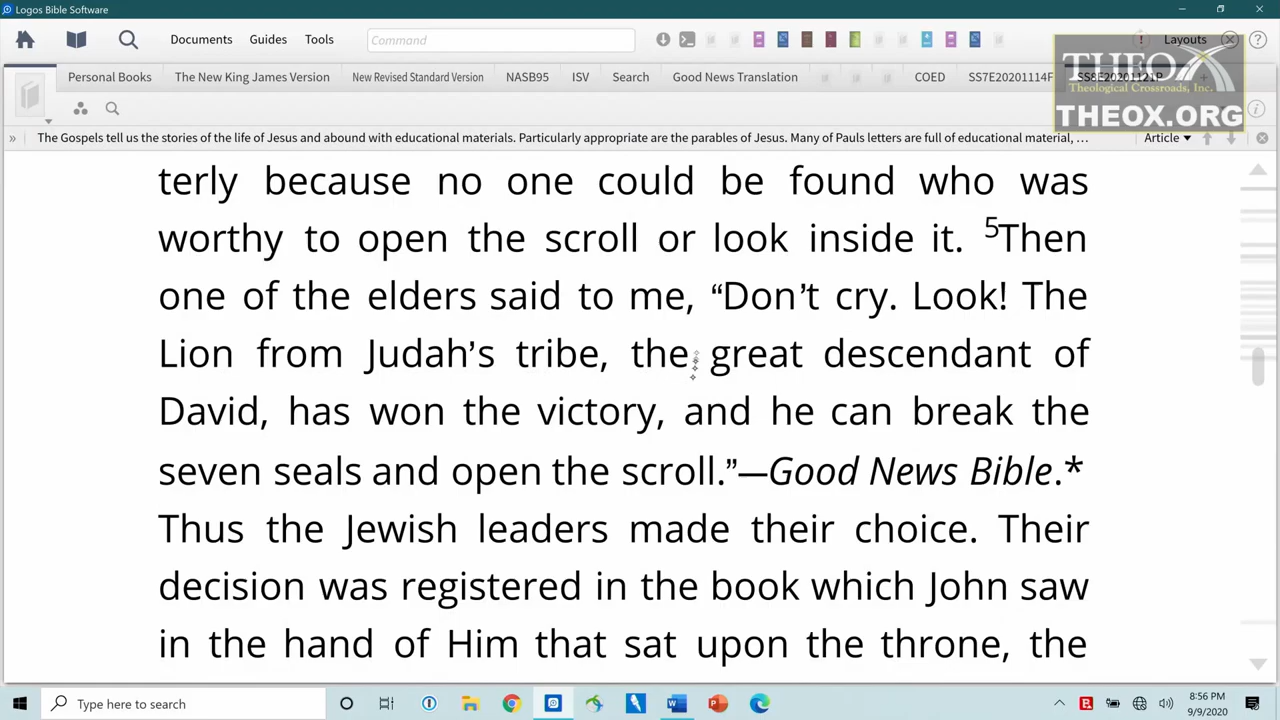 Logos Bible Software
Documents Guides Tools Command Layouts
Personal Books The New King James Version New Revised Standard Version NASB95 ISV Search Good News Translation COED SS7E20201114F SS8E20201121P
THEOX
Theological Crossroads, Inc.
THEOX.ORG
» The Gospels tell us the stories of the life of Jesus and abound with educational materials. Particularly appropriate are the parables of Jesus. Many of Pauls letters are full of educational material, ... Article
terly because no one could be found who was
worthy to open the scroll or look inside it. ⁵Then
one of the elders said to me, “Don’t cry. Look! The
Lion from Judah’s tribe, the great descendant of
David, has won the victory, and he can break the
seven seals and open the scroll.”—Good News Bible.*
Thus the Jewish leaders made their choice. Their
decision was registered in the book which John saw
in the hand of Him that sat upon the throne, the
Type here to search
8:56 PM
9/9/2020